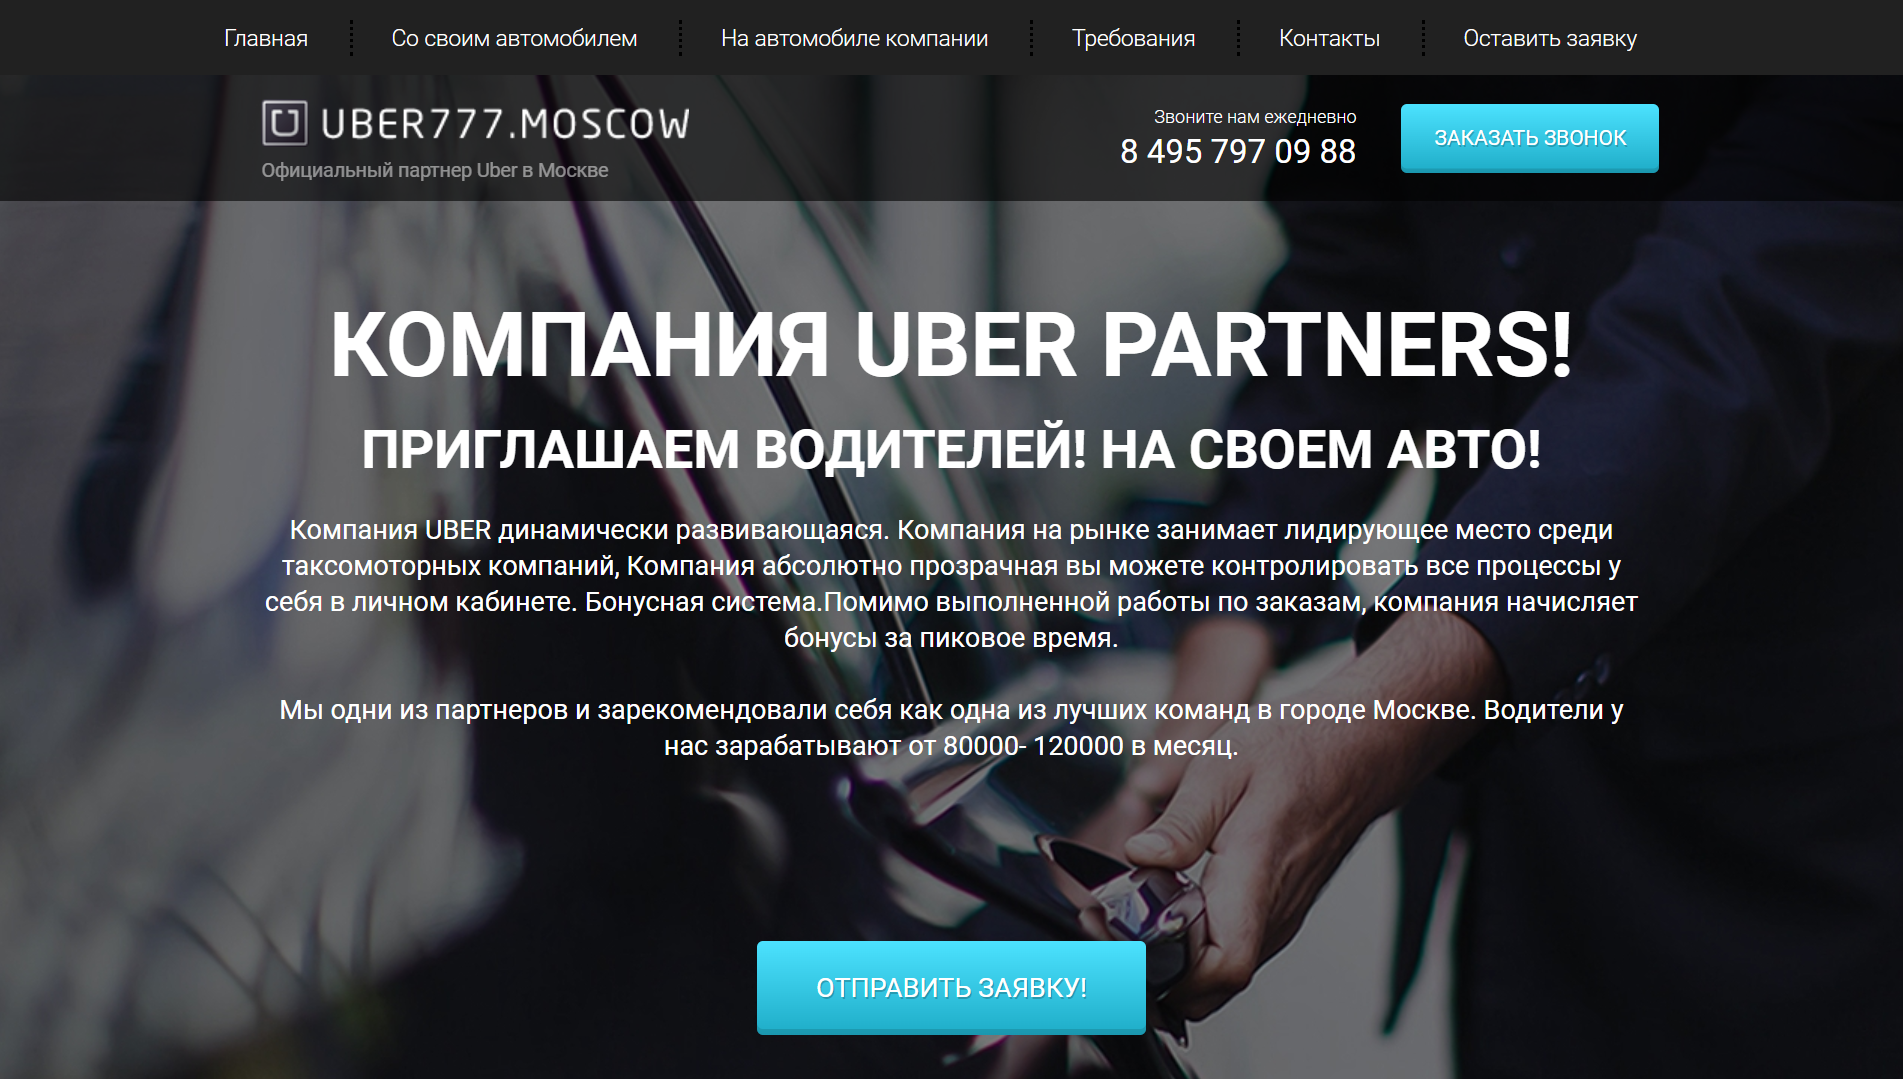 Главная
Со своим автомобилем
На автомобиле компании
Требования
Контакты
Оставить заявку
UBER777.MOSCOW
Официальный партнер Uber в Москве
Звоните нам ежедневно
8 495 797 09 88
ЗАКАЗАТЬ ЗВОНОК
КОМПАНИЯ UBER PARTNERS!
ПРИГЛАШАЕМ ВОДИТЕЛЕЙ! НА СВОЕМ АВТО!
Компания UBER динамически развивающаяся. Компания на рынке занимает лидирующее место среди
таксомоторных компаний, Компания абсолютно прозрачная вы можете контролировать все процессы у
себя в личном кабинете. Бонусная система.Помимо выполненной работы по заказам, компания начисляет
бонусы за пиковое время.
Мы одни из партнеров и зарекомендовали себя как одна из лучших команд в городе Москве. Водители у
нас зарабатывают от 80000- 120000 в месяц.
ОТПРАВИТЬ ЗАЯВКУ!